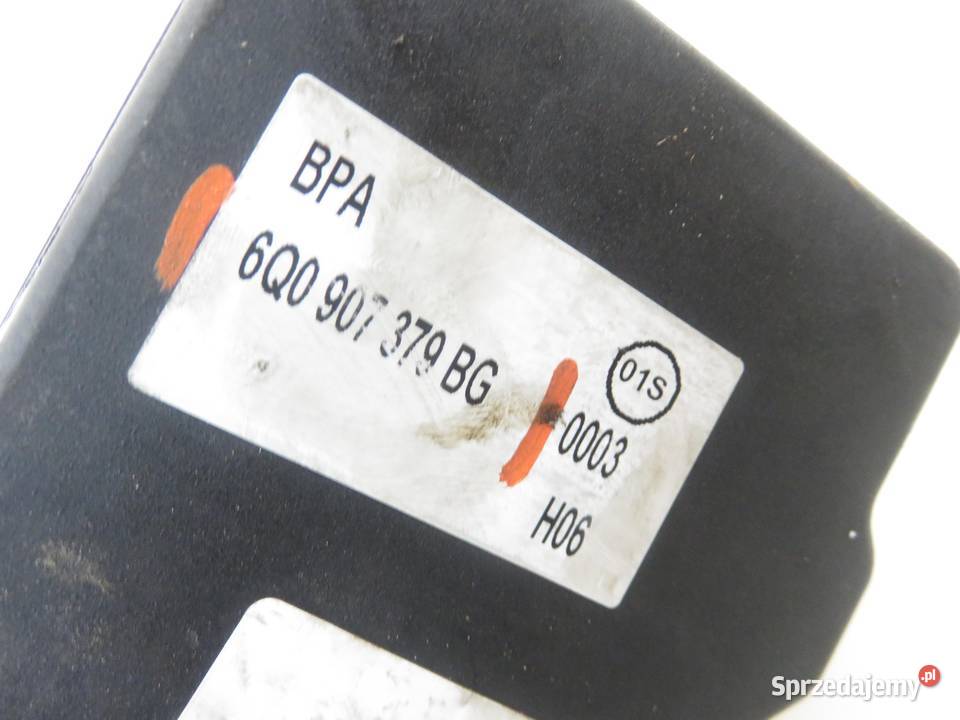 BPA
6Q0 907 379 BG
01S
0003
H06
Sprzedajemy.pl